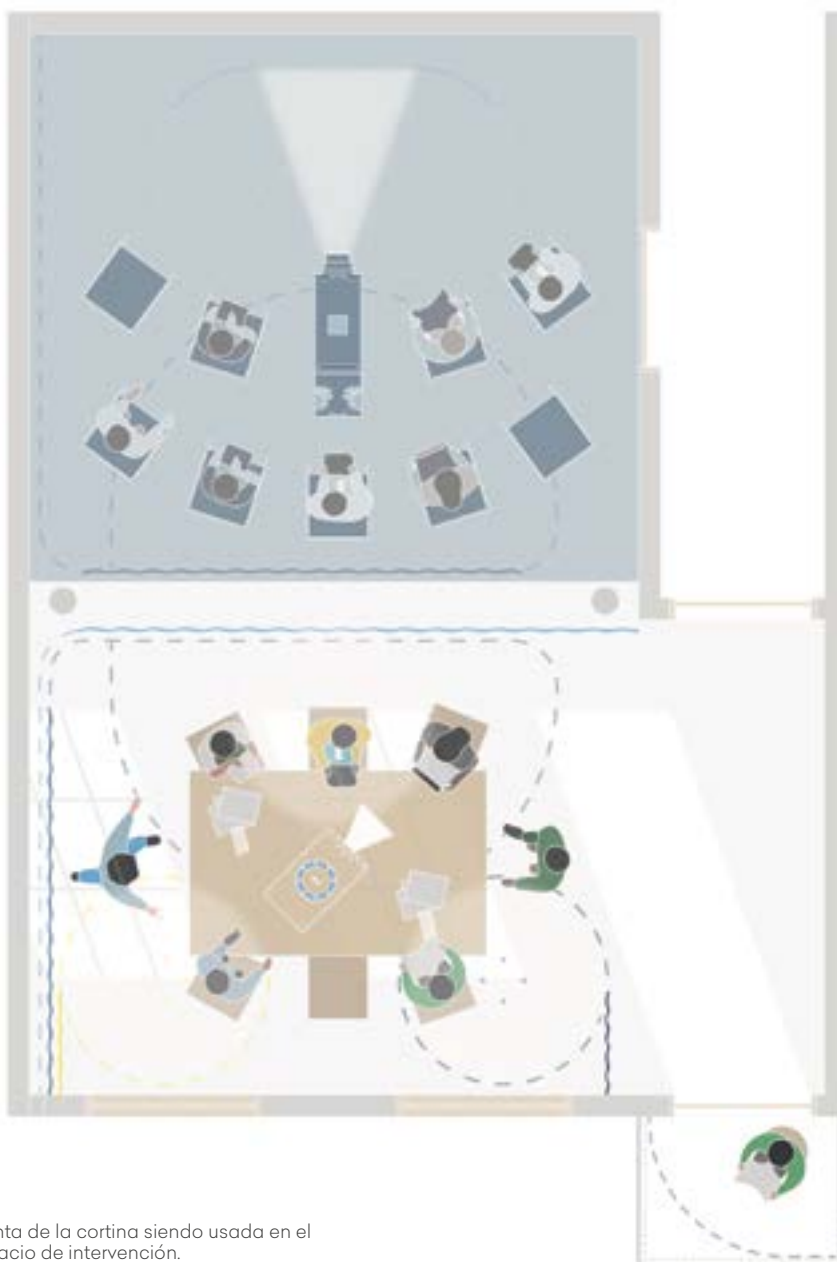 nta de la cortina siendo usada en el
acio de intervención.